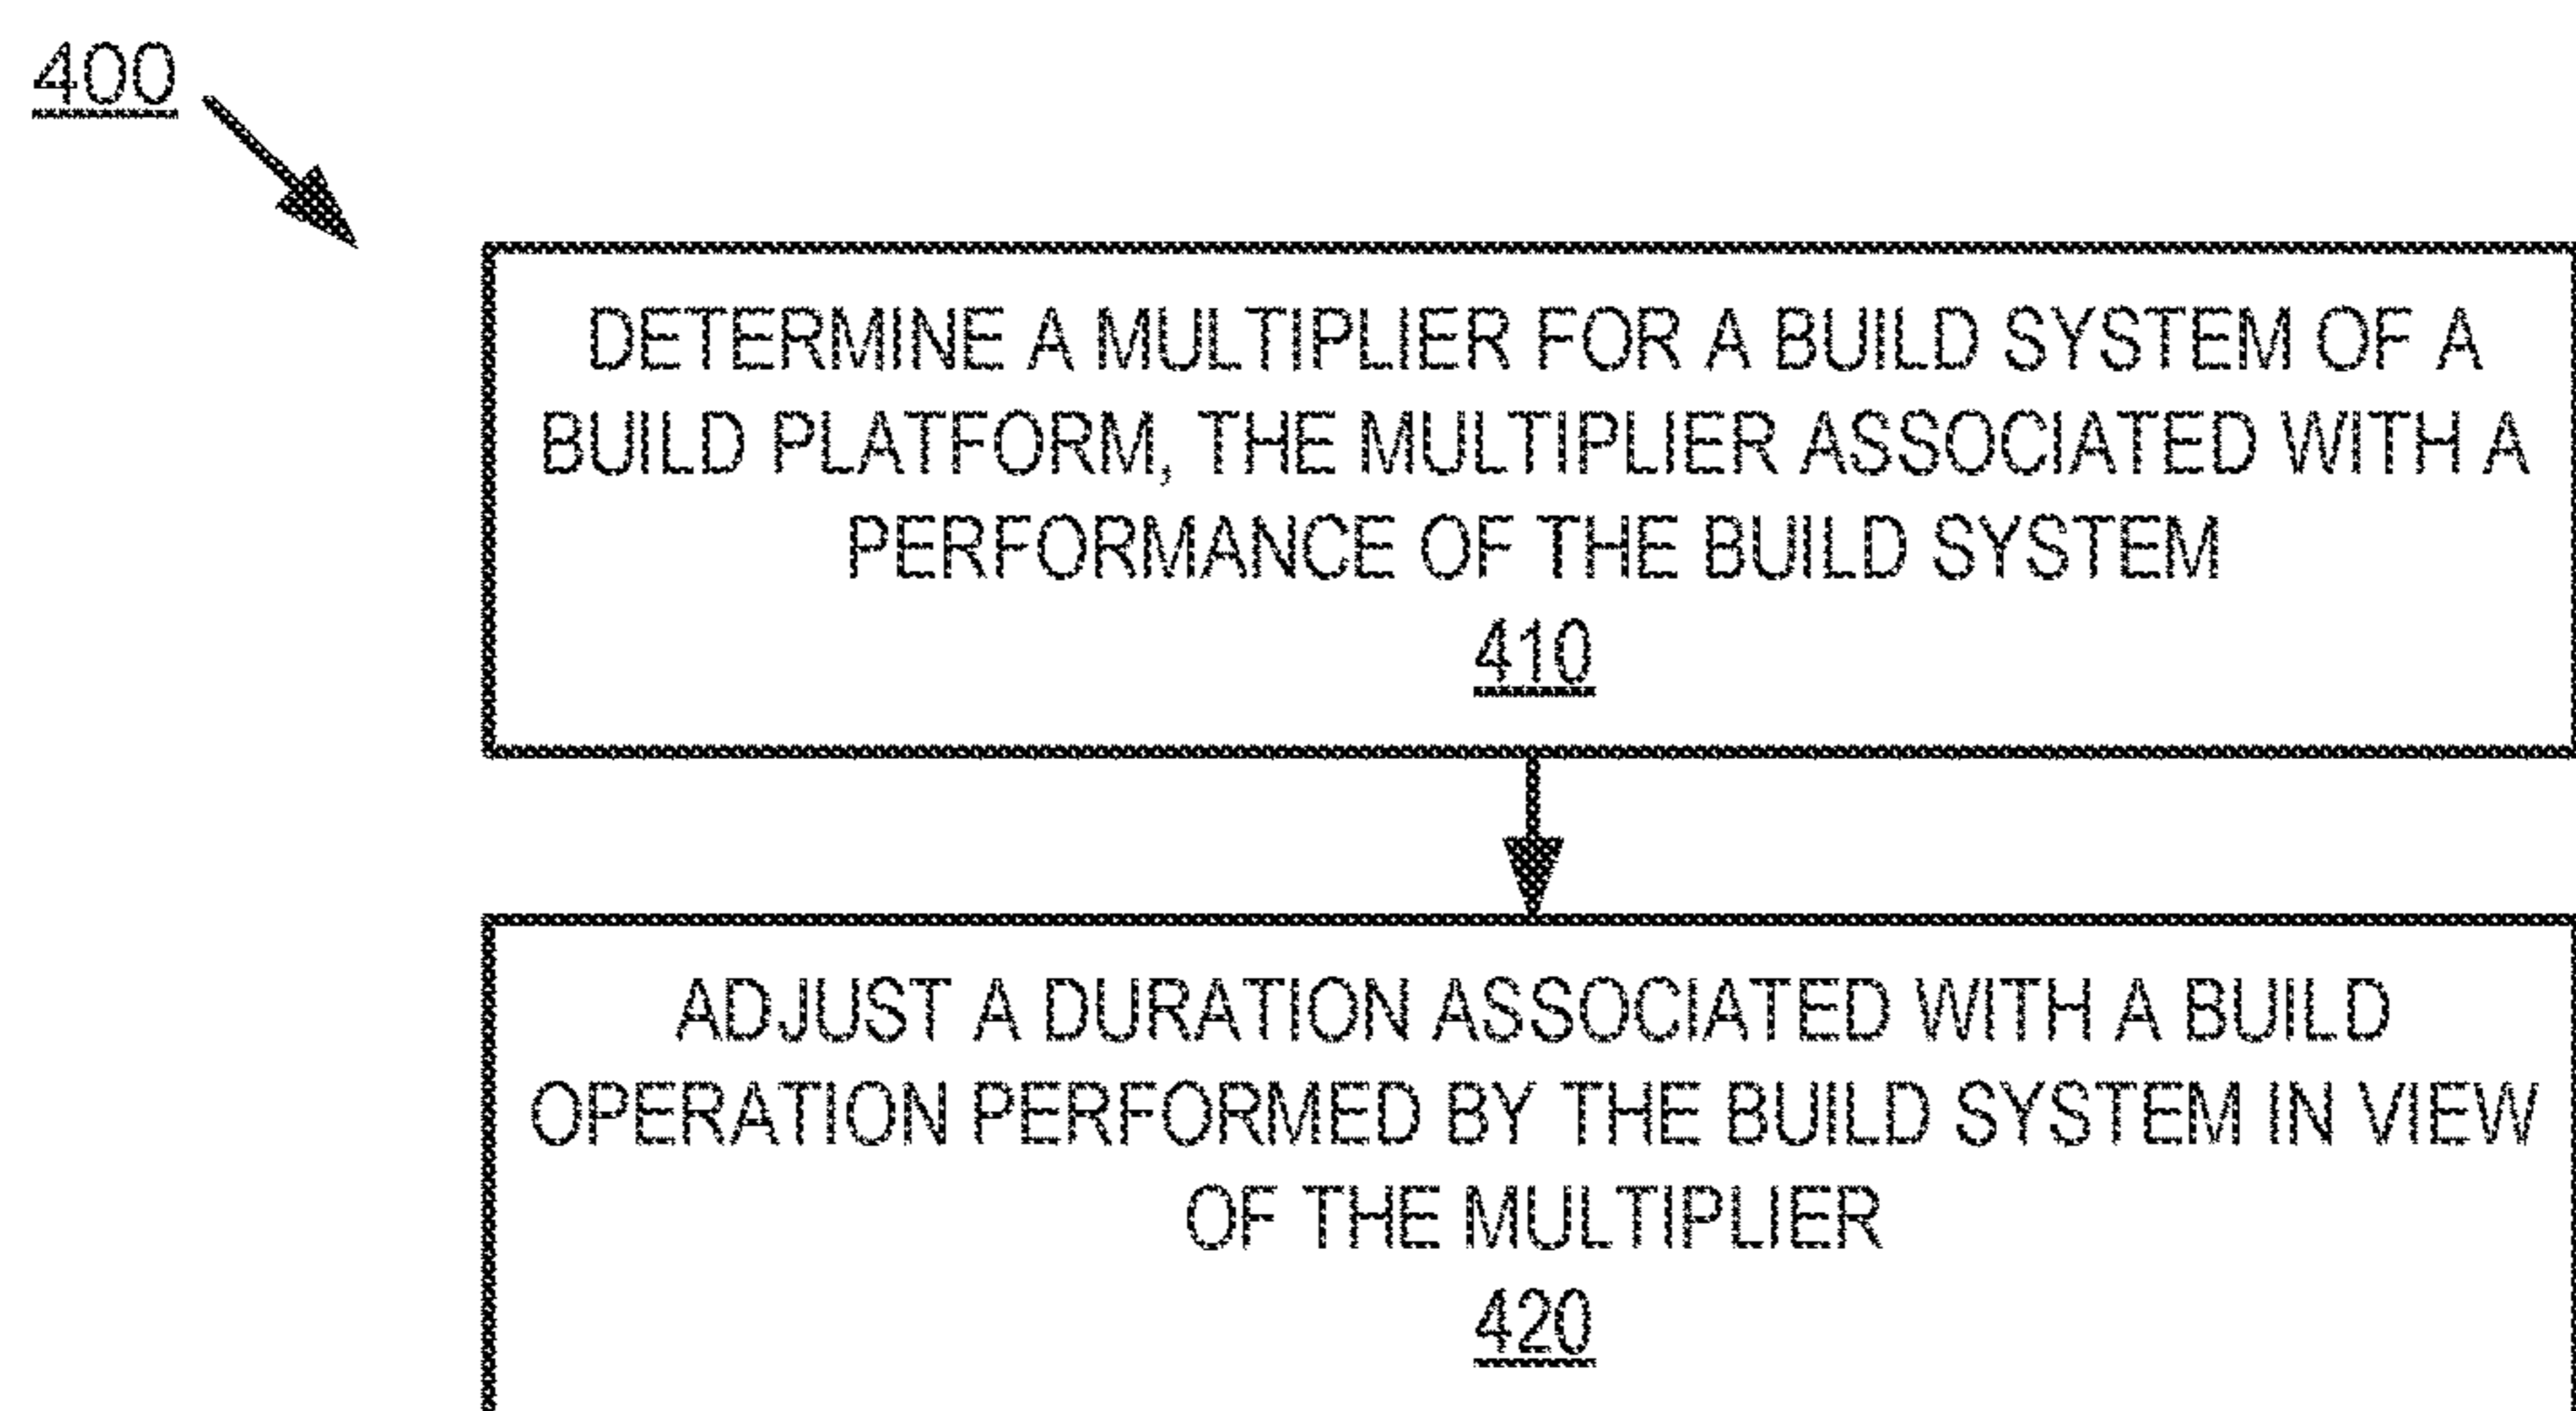 400
DETERMINE A MULTIPLIER FOR A BUILD SYSTEM OF A
BUILD PLATFORM, THE MULTIPLIER ASSOCIATED WITH A
PERFORMANCE OF THE BUILD SYSTEM
410
ADJUST A DURATION ASSOCIATED WITH A BUILD
OPERATION PERFORMED BY THE BUILD SYSTEM IN VIEW
OF THE MULTIPLIER
420